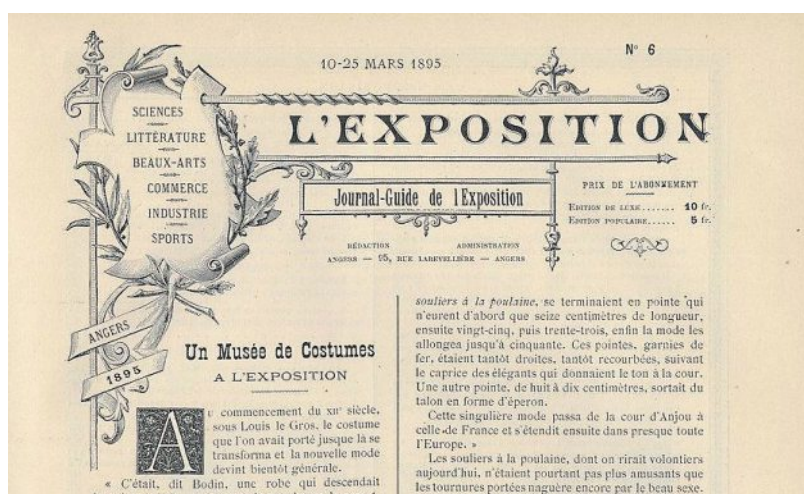 10-25 MARS 1895
N° 6
SCIENCES
LITTÉRATURE
BEAUX-ARTS
COMMERCE
INDUSTRIE
SPORTS
L'EXPOSITION
Journal-Guide de l'Exposition
PRIX DE L'ABONNEMENT
EDITION DE LUXE....... 10 fr.
EDITION POPULAIRE...... 5 fr.
RÉDACTION ADMINISTRATION
ANGERS — 95, RUE LAREVELLIÈRE — ANGERS
ANGERS
1895
Un Musée de Costumes
A L'EXPOSITION
AU commencement du XIIe siècle,
sous Louis le Gros, le costume
que l'on avait porté jusque là se
transforma et la nouvelle mode
devint bientôt générale.
« C'était, dit Bodin, une robe qui descendait
souliers à la poulaine, se terminaient en pointe qui
n'eurent d'abord que seize centimètres de longueur,
ensuite vingt-cinq, puis trente-trois, enfin la mode les
allongea jusqu'à cinquante. Ces pointes, garnies de
fer, étaient tantôt droites, tantôt recourbées, suivant
le caprice des élégants qui donnaient le ton à la cour.
Une autre pointe, de huit à dix centimètres, sortait du
talon en forme d'éperon.
Cette singulière mode passa de la cour d'Anjou à
celle de France et s'étendit ensuite dans presque toute
l'Europe. »
Les souliers à la poulaine, dont on rirait volontiers
aujourd'hui, n'étaient pourtant pas plus amusants que
les tournures portées naguère encore par le beau sexe.